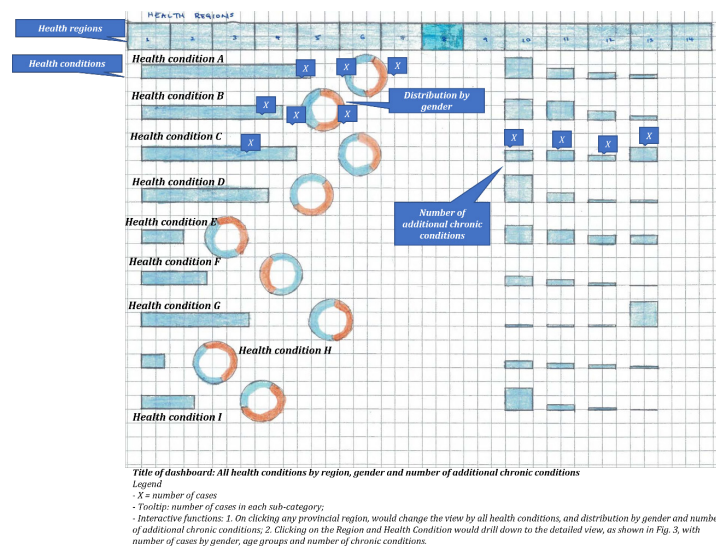 HEALTH REGIONS
Health regions
1 2 3 4 5 6 7 8 9 10 11 12 13 14
Health conditions
Health condition A
X X X
Health condition B
Distribution by
gender
X X X
Health condition C
X X X X X
Health condition D
Number of
additional chronic
conditions
Health condition E
Health condition F
Health condition G
Health condition H
Health condition I
Title of dashboard: All health conditions by region, gender and number of additional chronic conditions
Legend
- X = number of cases
- Tooltip: number of cases in each sub-category;
- Interactive functions: 1. On clicking any provincial region, would change the view by all health conditions, and distribution by gender and numbe
of additional chronic conditions; 2. Clicking on the Region and Health Condition would drill down to the detailed view, as shown in Fig. 3, with
number of cases by gender, age groups and number of chronic conditions.